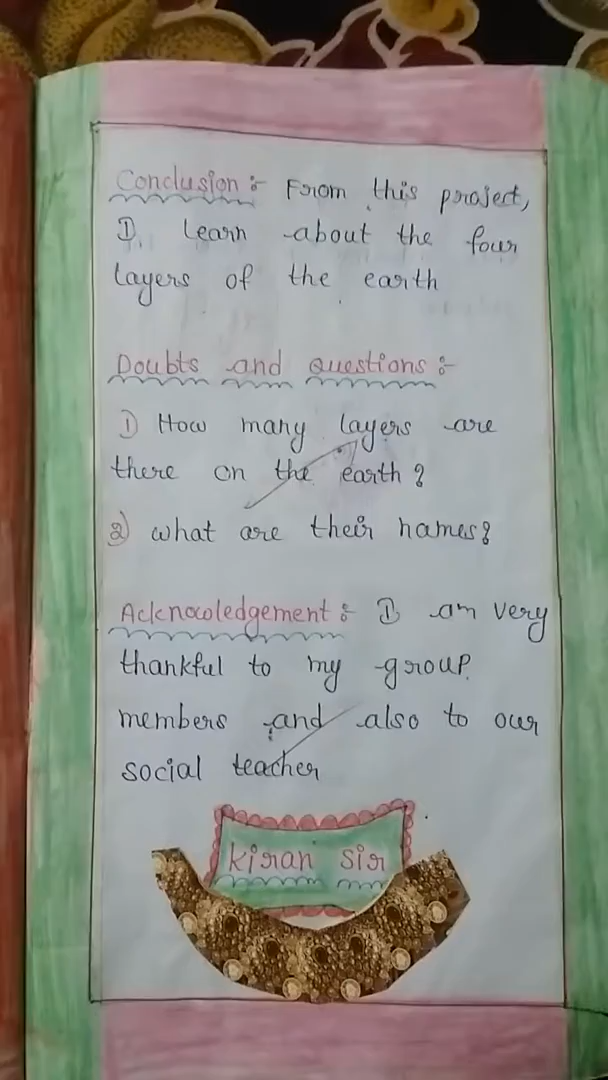 Conclusion :- From this project,
I learn about the four
layers of the earth
Doubts and questions :-
1) How many layers are
there on the earth ?
2) what are their names?
Acknowledgement :- I am very
thankful to my group
members and also to our
social teacher
kiran sir